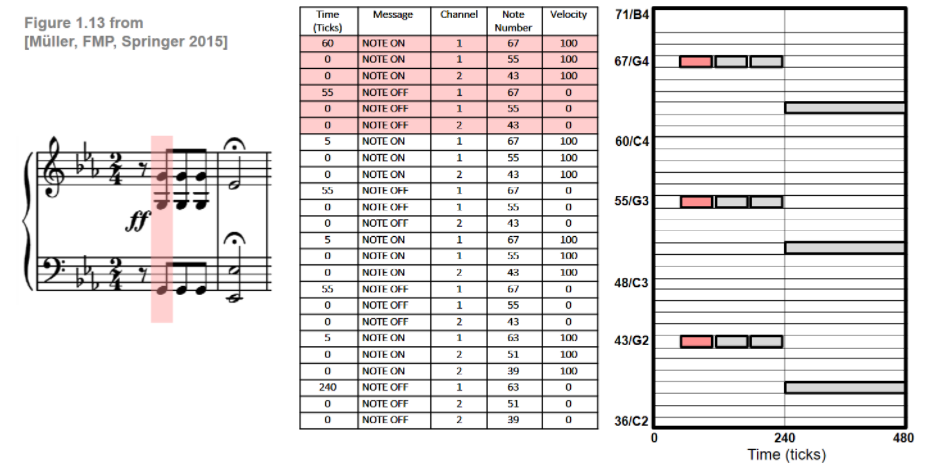 Figure 1.13 from
[Müller, FMP, Springer 2015]
ff
Time (Ticks) Message Channel Note Number Velocity
60 NOTE ON 1 67 100
0 NOTE ON 1 55 100
0 NOTE ON 2 43 100
55 NOTE OFF 1 67 0
0 NOTE OFF 1 55 0
0 NOTE OFF 2 43 0
5 NOTE ON 1 67 100
0 NOTE ON 1 55 100
0 NOTE ON 2 43 100
55 NOTE OFF 1 67 0
0 NOTE OFF 1 55 0
0 NOTE OFF 2 43 0
5 NOTE ON 1 67 100
0 NOTE ON 1 55 100
0 NOTE ON 2 43 100
55 NOTE OFF 1 67 0
0 NOTE OFF 1 55 0
0 NOTE OFF 2 43 0
5 NOTE ON 1 63 100
0 NOTE ON 2 51 100
0 NOTE ON 2 39 100
240 NOTE OFF 1 63 0
0 NOTE OFF 2 51 0
0 NOTE OFF 2 39 0
71/B4
67/G4
60/C4
55/G3
48/C3
43/G2
36/C2
0 240 480
Time (ticks)